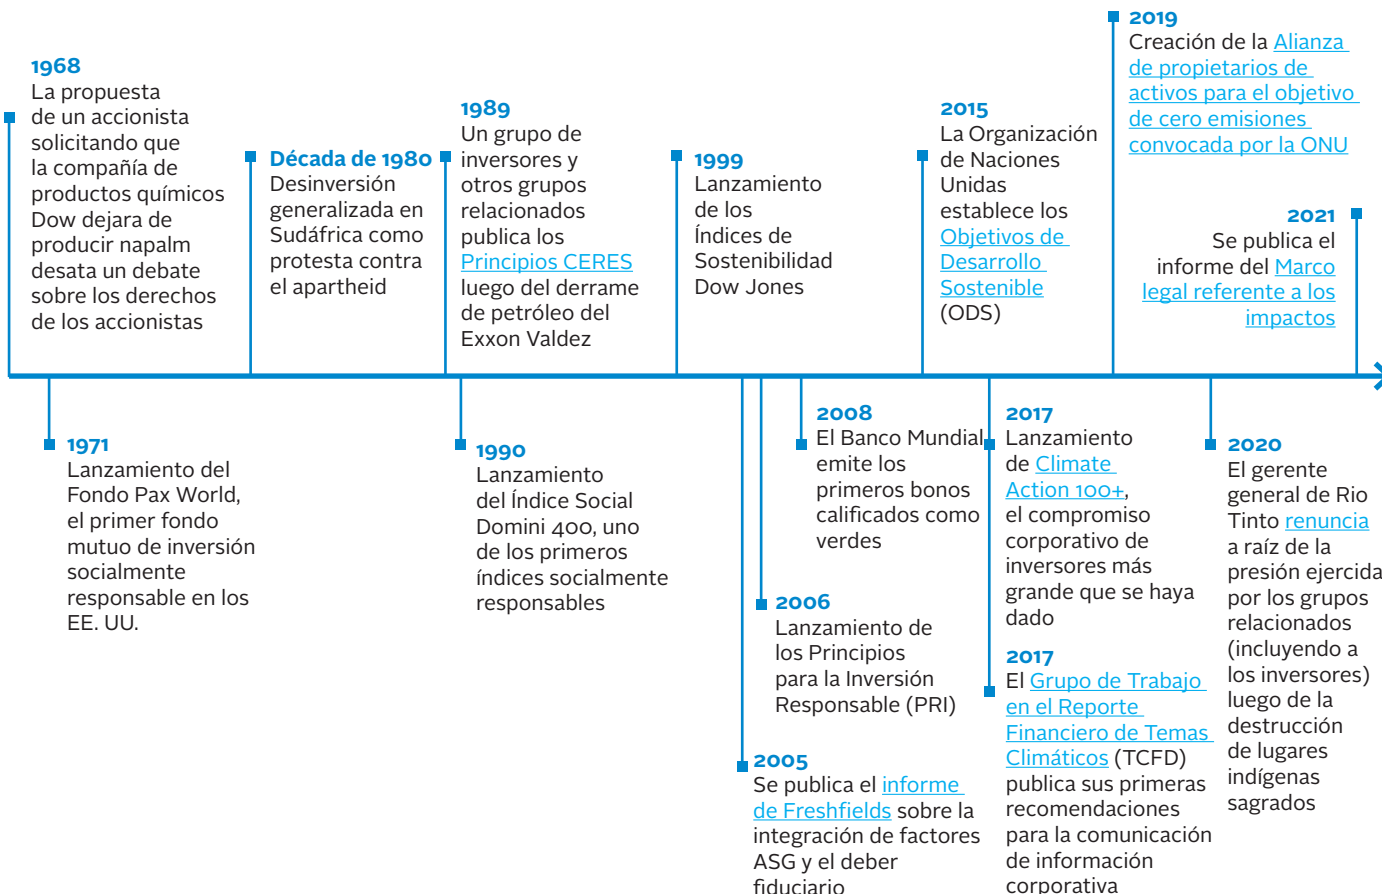 1968
La propuesta
de un accionista
solicitando que
la compañía de
productos químicos
Dow dejara de
producir napalm
desata un debate
sobre los derechos
de los accionistas
Década de 1980
Desinversión
generalizada en
Sudáfrica como
protesta contra
el apartheid
1989
Un grupo de
inversores y
otros grupos
relacionados
publica los
Principios CERES
luego del derrame
de petróleo del
Exxon Valdez
1999
Lanzamiento
de los
Índices de
Sostenibilidad
Dow Jones
2015
La Organización
de Naciones
Unidas
establece los
Objetivos de
Desarrollo
Sostenible
(ODS)
2019
Creación de la Alianza
de propietarios de
activos para el objetivo
de cero emisiones
convocada por la ONU
2021
Se publica el
informe del Marco
legal referente a los
impactos
1971
Lanzamiento del
Fondo Pax World,
el primer fondo
mutuo de inversión
socialmente
responsable en los
EE. UU.
1990
Lanzamiento
del Índice Social
Domini 400, uno
de los primeros
índices socialmente
responsables
2005
Se publica el informe
de Freshfields sobre la
integración de factores
ASG y el deber
fiduciario
2006
Lanzamiento de
los Principios
para la Inversión
Responsable (PRI)
2008
El Banco Mundial
emite los
primeros bonos
calificados como
verdes
2017
Lanzamiento
de Climate
Action 100+,
el compromiso
corporativo de
inversores más
grande que se haya
dado
2017
El Grupo de Trabajo
en el Reporte
Financiero de Temas
Climáticos (TCFD)
publica sus primeras
recomendaciones
para la comunicación
de información
corporativa
2020
El gerente
general de Rio
Tinto renuncia
a raíz de la
presión ejercida
por los grupos
relacionados
(incluyendo a
los inversores)
luego de la
destrucción
de lugares
indígenas
sagrados